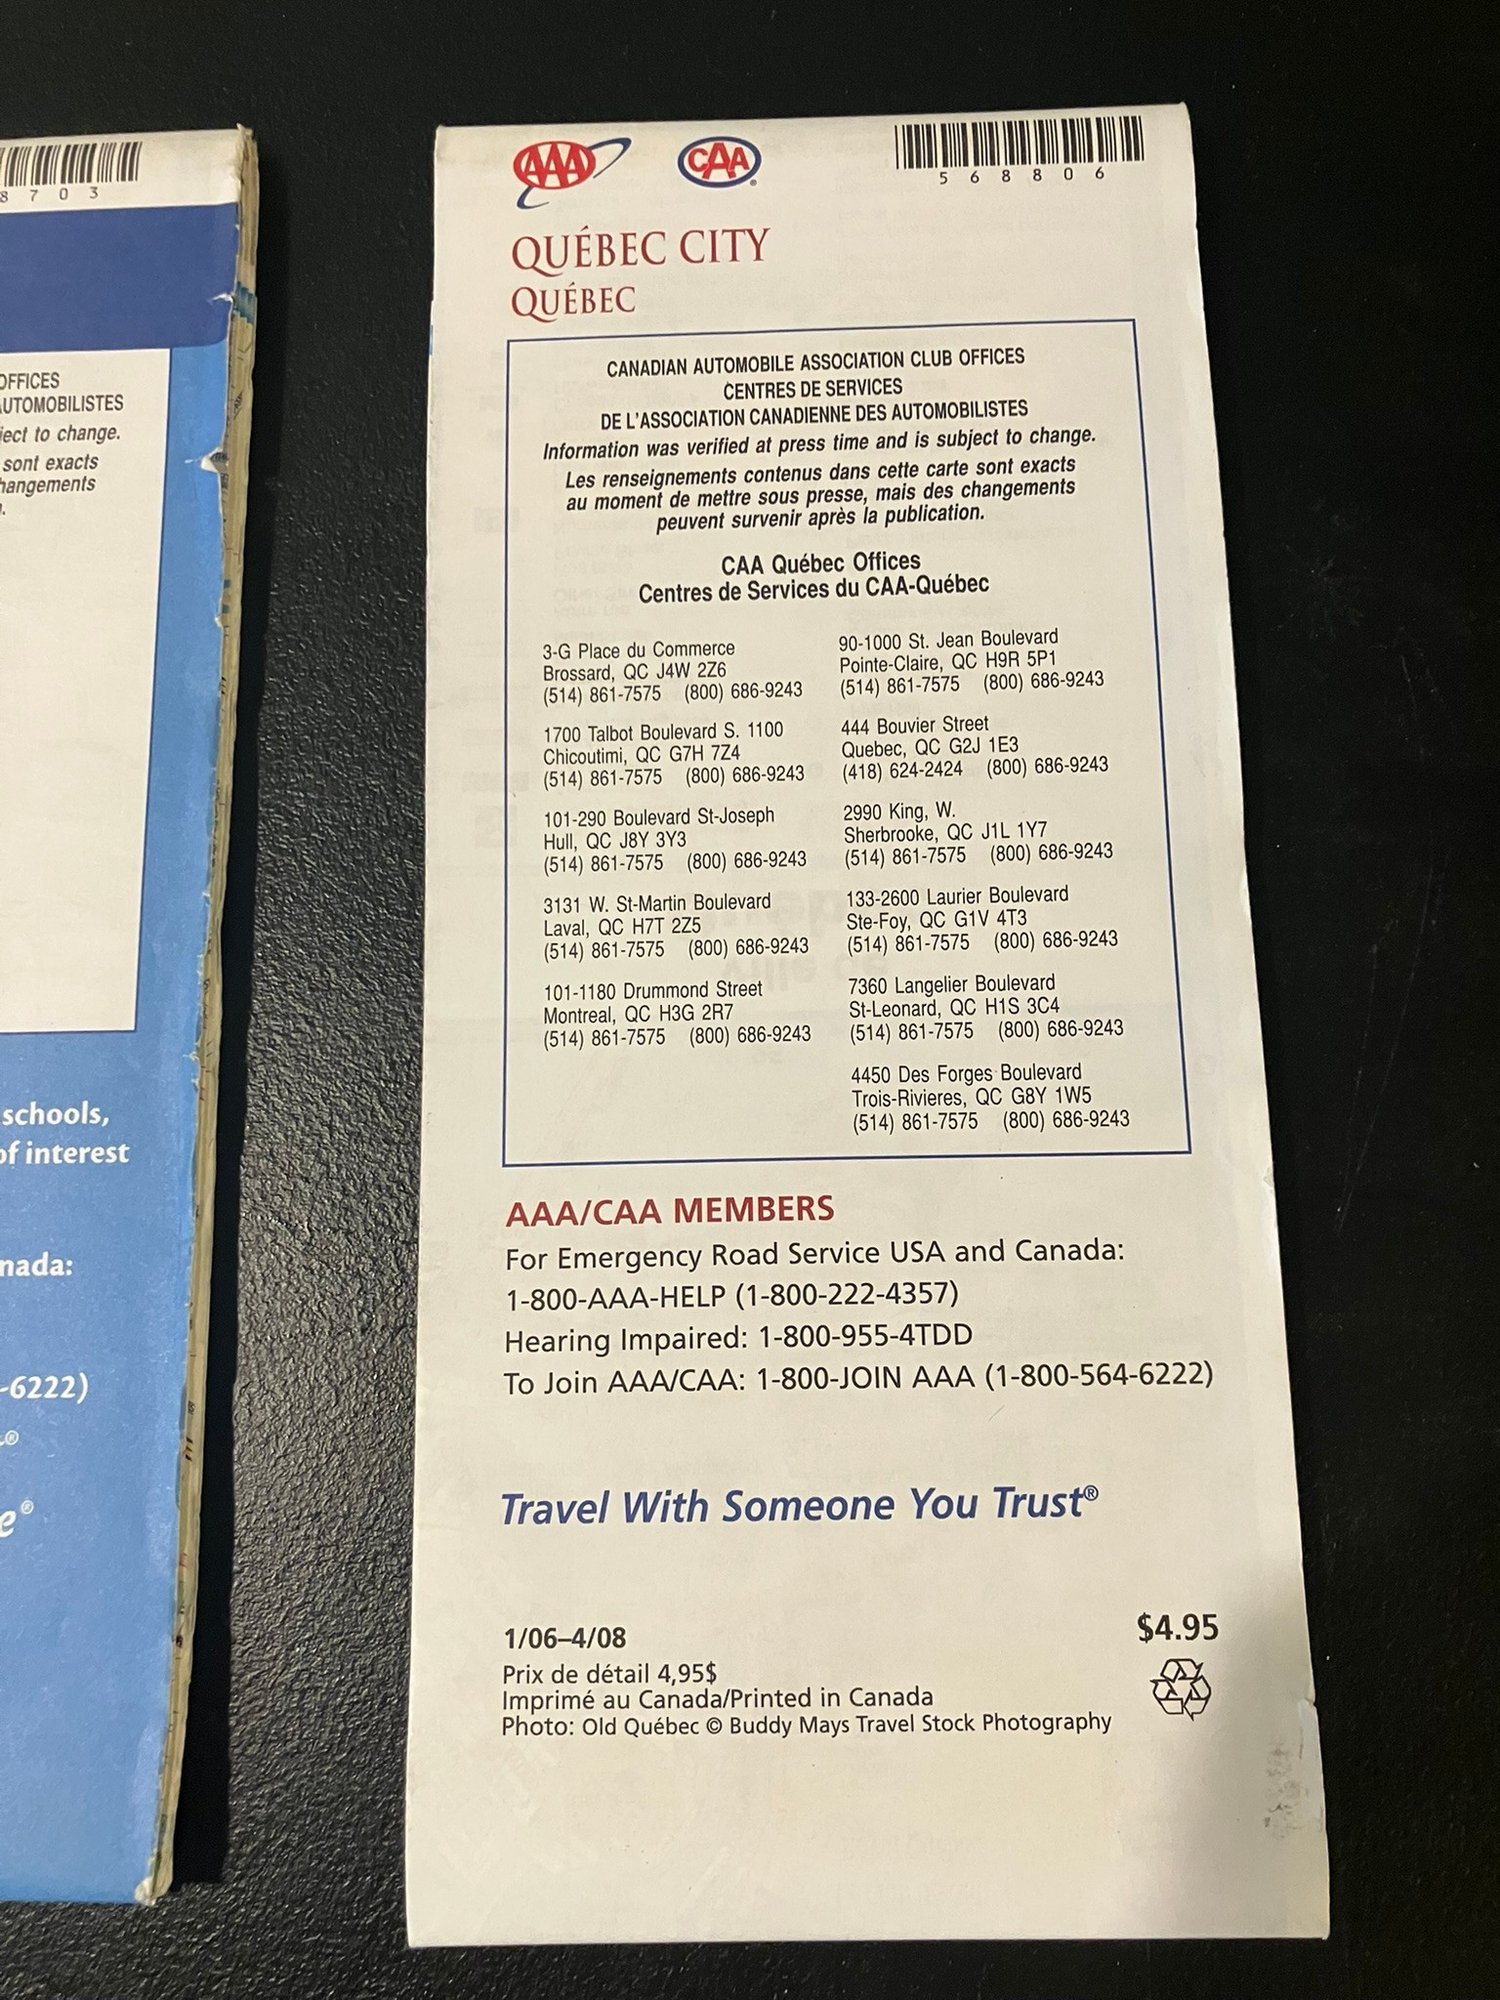 8 7 0 3
OFFICES
AUTOMOBILISTES
ject to change.
sont exacts
hangements
schools,
of interest
nada:
-6222)
®
e®
AAA
CAA
5 6 8 8 0 6
QUÉBEC CITY
QUÉBEC
CANADIAN AUTOMOBILE ASSOCIATION CLUB OFFICES
CENTRES DE SERVICES
DE L'ASSOCIATION CANADIENNE DES AUTOMOBILISTES
Information was verified at press time and is subject to change.
Les renseignements contenus dans cette carte sont exacts
au moment de mettre sous presse, mais des changements
peuvent survenir après la publication.
CAA Québec Offices
Centres de Services du CAA-Québec
3-G Place du Commerce
Brossard, QC J4W 2Z6
(514) 861-7575 (800) 686-9243
1700 Talbot Boulevard S. 1100
Chicoutimi, QC G7H 7Z4
(514) 861-7575 (800) 686-9243
101-290 Boulevard St-Joseph
Hull, QC J8Y 3Y3
(514) 861-7575 (800) 686-9243
3131 W. St-Martin Boulevard
Laval, QC H7T 2Z5
(514) 861-7575 (800) 686-9243
101-1180 Drummond Street
Montreal, QC H3G 2R7
(514) 861-7575 (800) 686-9243
90-1000 St. Jean Boulevard
Pointe-Claire, QC H9R 5P1
(514) 861-7575 (800) 686-9243
444 Bouvier Street
Quebec, QC G2J 1E3
(418) 624-2424 (800) 686-9243
2990 King, W.
Sherbrooke, QC J1L 1Y7
(514) 861-7575 (800) 686-9243
133-2600 Laurier Boulevard
Ste-Foy, QC G1V 4T3
(514) 861-7575 (800) 686-9243
7360 Langelier Boulevard
St-Leonard, QC H1S 3C4
(514) 861-7575 (800) 686-9243
4450 Des Forges Boulevard
Trois-Rivieres, QC G8Y 1W5
(514) 861-7575 (800) 686-9243
AAA/CAA MEMBERS
For Emergency Road Service USA and Canada:
1-800-AAA-HELP (1-800-222-4357)
Hearing Impaired: 1-800-955-4TDD
To Join AAA/CAA: 1-800-JOIN AAA (1-800-564-6222)
Travel With Someone You Trust®
1/06–4/08
$4.95
Prix de détail 4,95$
Imprimé au Canada/Printed in Canada
Photo: Old Québec © Buddy Mays Travel Stock Photography